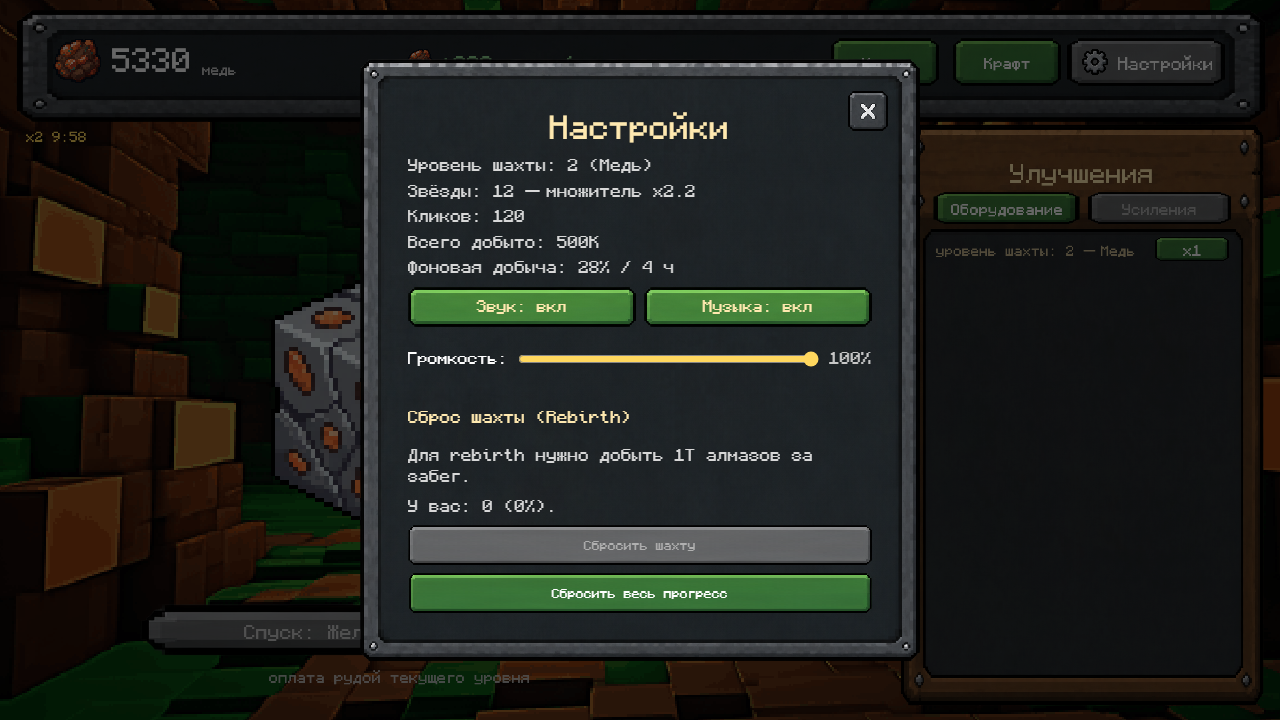 5330 медь
Крафт
Настройки
x2 9:58
Настройки
Уровень шахты: 2 (Медь)
Звёзды: 12 — множитель x2.2
Кликов: 120
Всего добыто: 500K
Фоновая добыча: 28% / 4 ч
Звук: вкл
Музыка: вкл
Громкость: 100%
Сброс шахты (Rebirth)
Для rebirth нужно добыть 1T алмазов за
забег.
У вас: 0 (0%).
Сбросить шахту
Сбросить весь прогресс
Улучшения
Оборудование
Усиления
уровень шахты: 2 — Медь
x1
Спуск:
оплата рудой текущего уровня